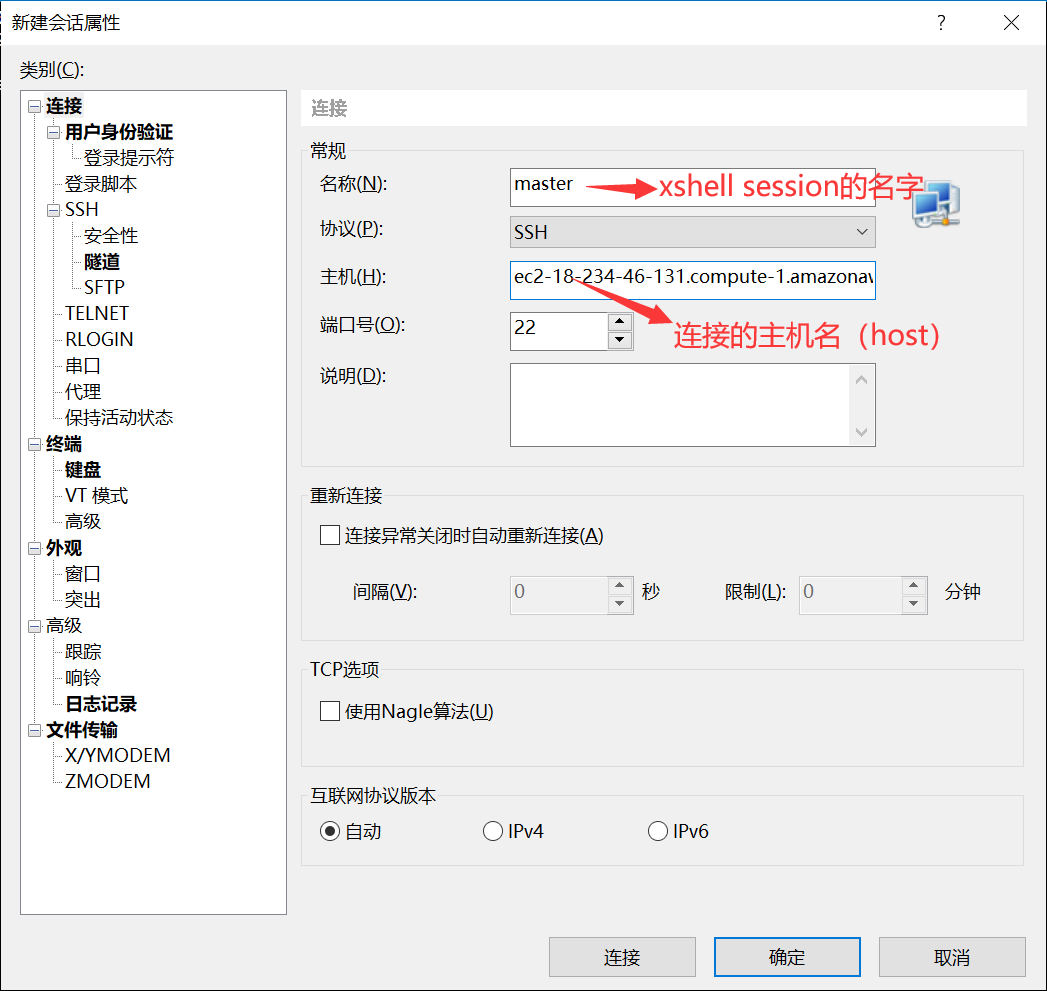 新建会话属性
?
类别(C):
连接
用户身份验证
登录提示符
登录脚本
SSH
安全性
隧道
SFTP
TELNET
RLOGIN
串口
代理
保持活动状态
终端
键盘
VT 模式
高级
外观
窗口
突出
高级
跟踪
响铃
日志记录
文件传输
X/YMODEM
ZMODEM
连接
常规
名称(N): master xshell session的名字
协议(P): SSH
主机(H): ec2-18-234-46-131.compute-1.amazonaw
连接的主机名（host）
端口号(O): 22
说明(D):
重新连接
连接异常关闭时自动重新连接(A)
间隔(V): 0 秒 限制(L): 0 分钟
TCP选项
使用Nagle算法(U)
互联网协议版本
自动 IPv4 IPv6
连接 确定 取消